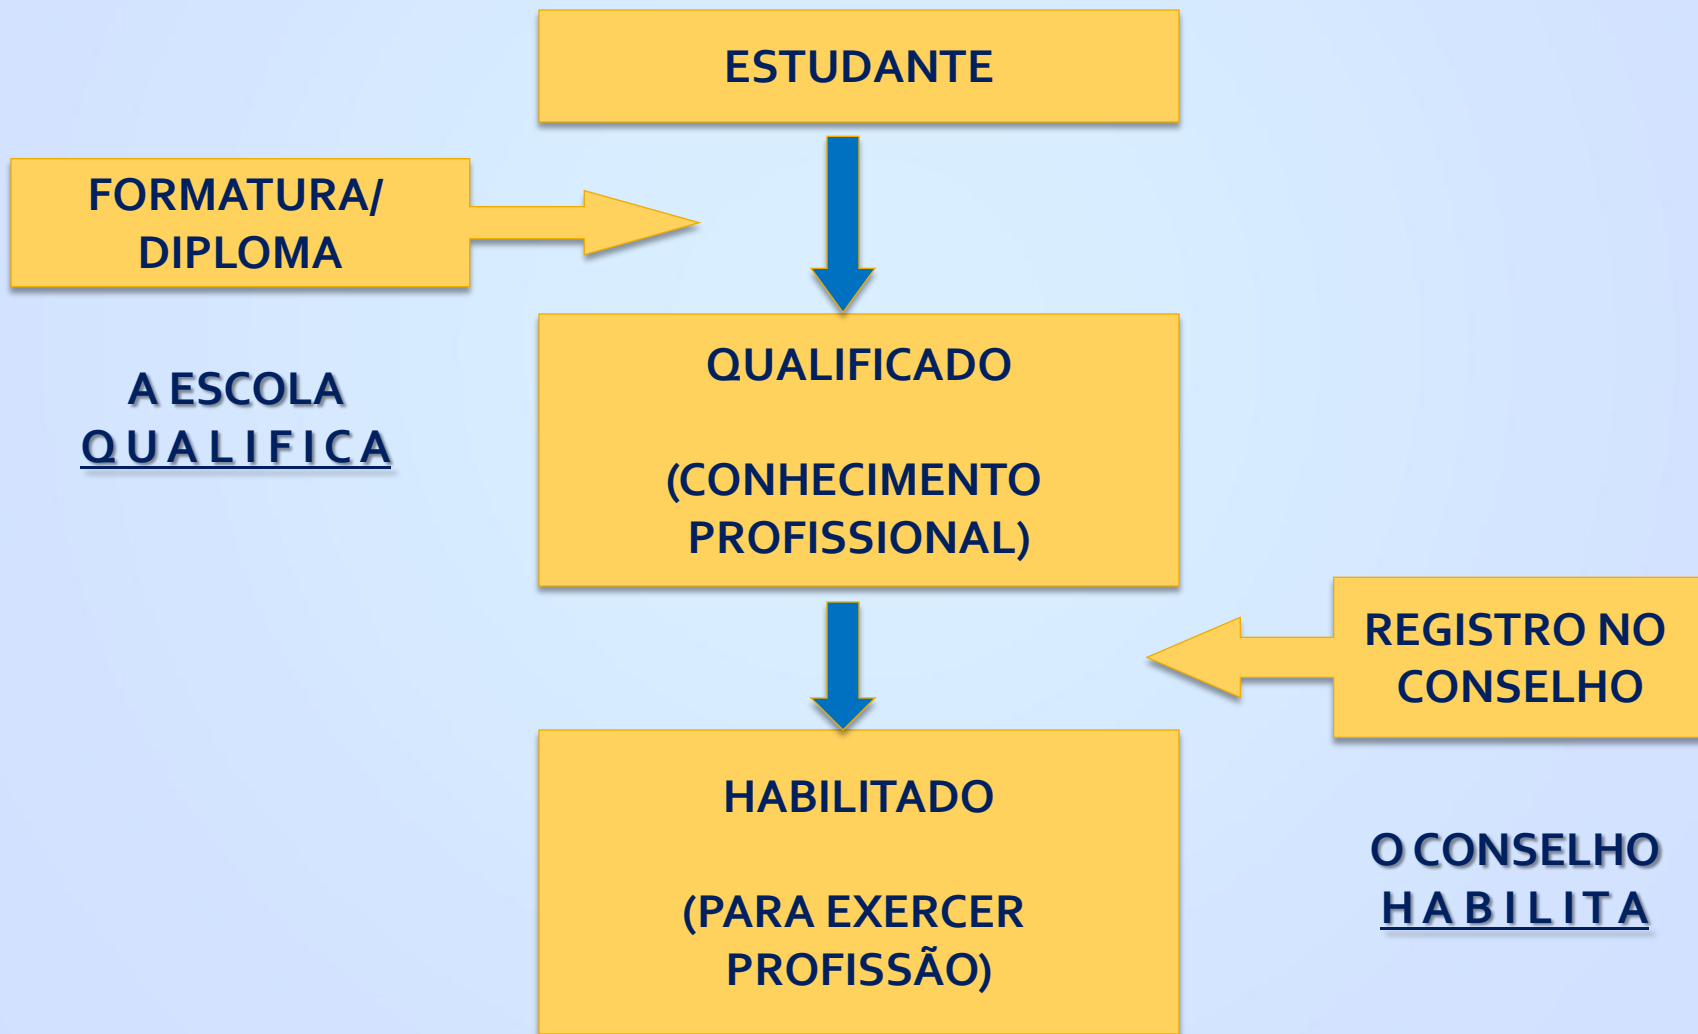 ESTUDANTE
FORMATURA/
DIPLOMA
A ESCOLA
QUALIFICA
QUALIFICADO
(CONHECIMENTO
PROFISSIONAL)
REGISTRO NO
CONSELHO
HABILITADO
(PARA EXERCER
PROFISSÃO)
O CONSELHO
HABILITA